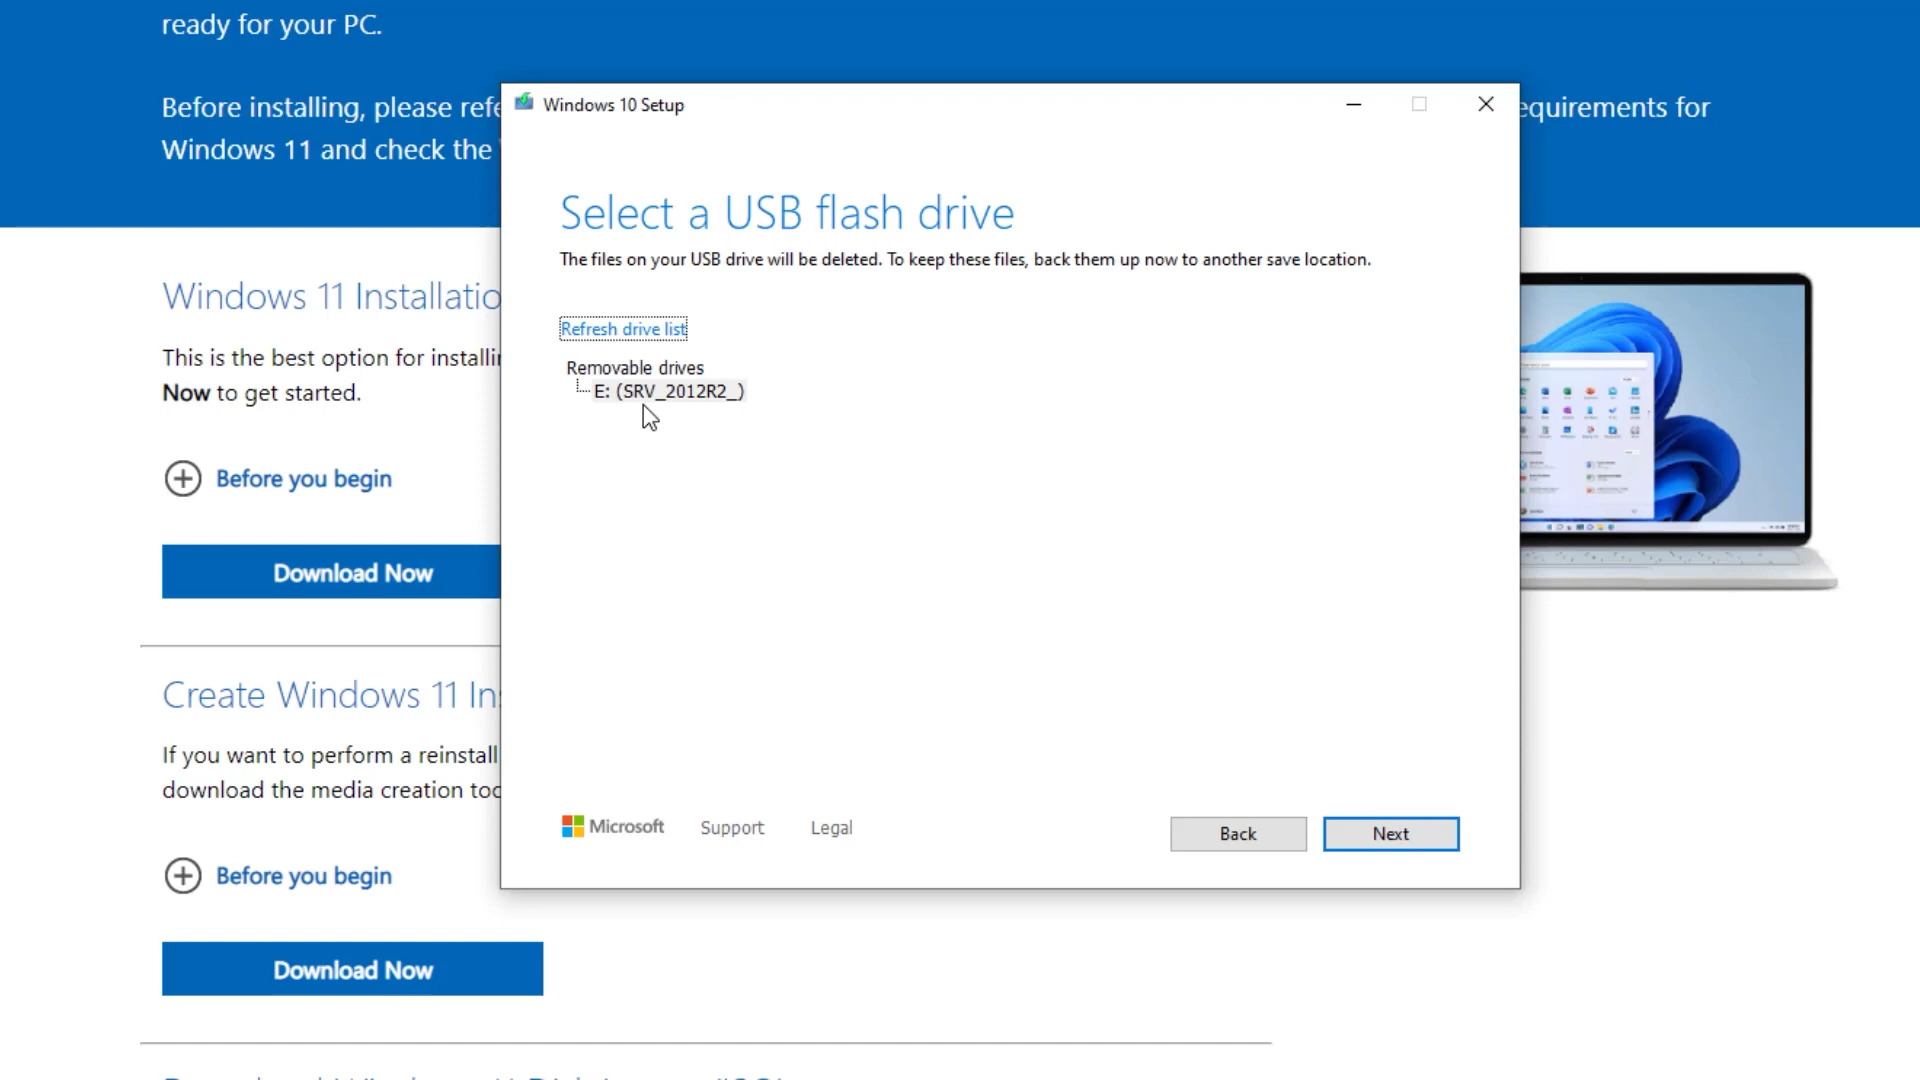 ready for your PC.
Before installing, please refe
equirements for
Windows 11 and check the
Windows 10 Setup
Select a USB flash drive
The files on your USB drive will be deleted. To keep these files, back them up now to another save location.
Refresh drive list
Removable drives
E: (SRV_2012R2_)
Microsoft
Support
Legal
Back
Next
Windows 11 Installatio
This is the best option for installin
Now to get started.
Before you begin
Download Now
Create Windows 11 Ins
If you want to perform a reinstall
download the media creation too
Before you begin
Download Now